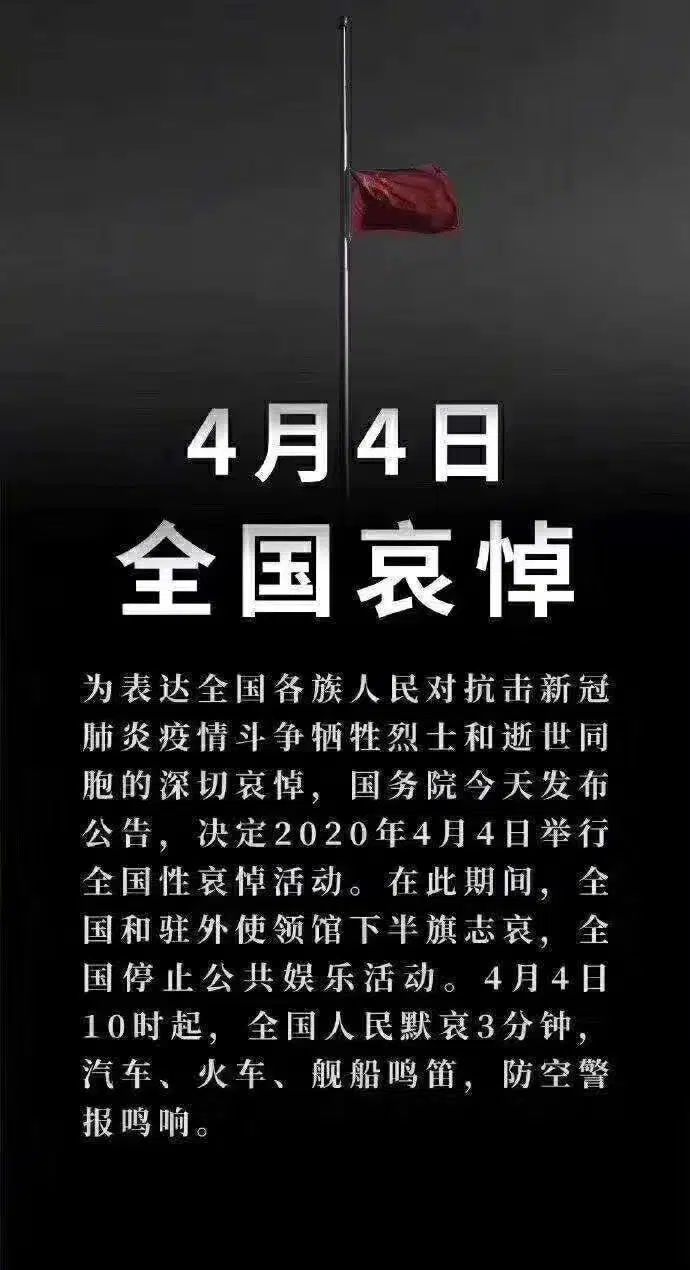 4月4日
全国哀悼
为表达全国各族人民对抗击新冠
肺炎疫情斗争牺牲烈士和逝世同
胞的深切哀悼，国务院今天发布
公告，决定2020年4月4日举行
全国性哀悼活动。在此期间，全
国和驻外使领馆下半旗志哀，全
国停止公共娱乐活动。4月4日
10时起，全国人民默哀3分钟，
汽车、火车、舰船鸣笛，防空警
报鸣响。